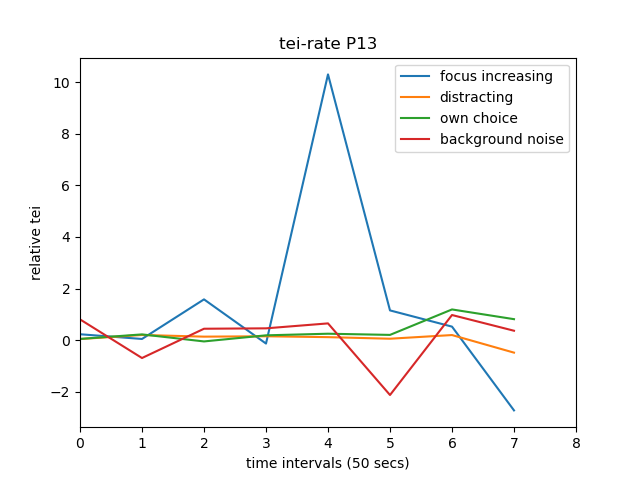 tei-rate P13
focus increasing
distracting
own choice
background noise
relative tei
10
8
6
4
2
0
−2
0 1 2 3 4 5 6 7 8
time intervals (50 secs)